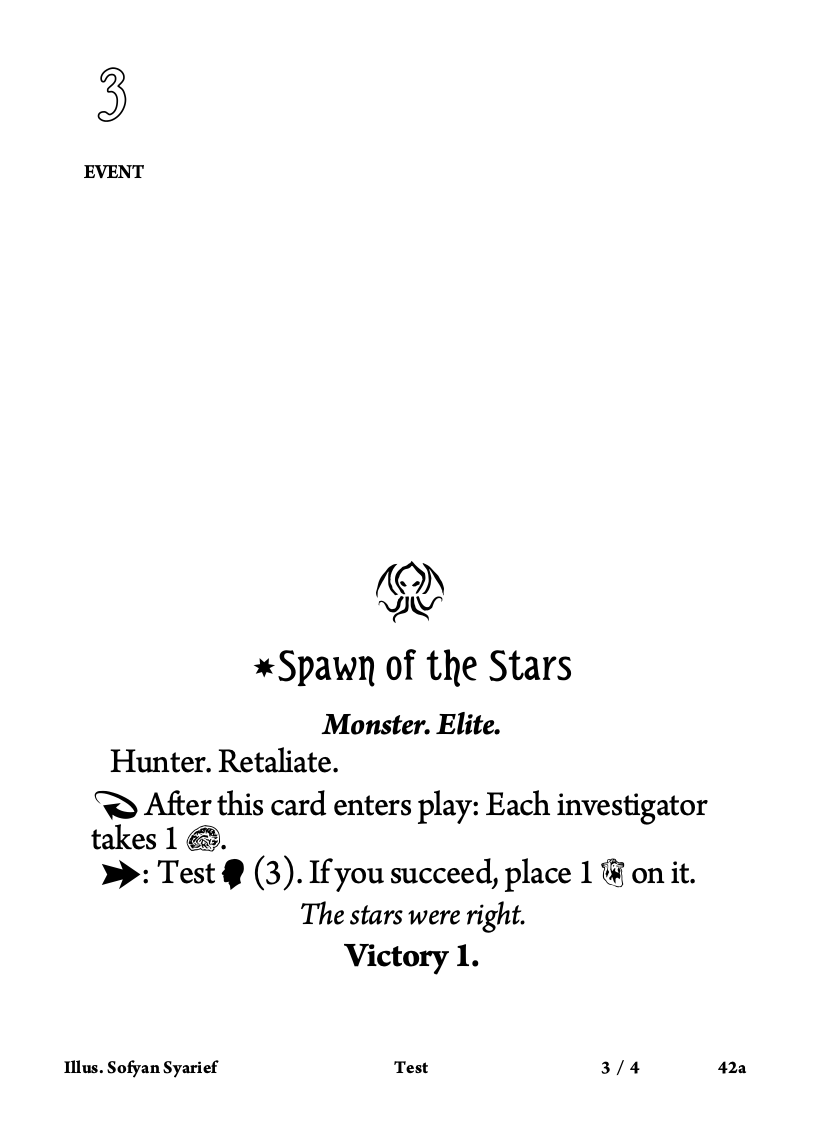 3
EVENT
Spawn of the Stars
Monster. Elite.
Hunter. Retaliate.
After this card enters play: Each investigator
takes 1 .
: Test (3). If you succeed, place 1 on it.
The stars were right.
Victory 1.
Illus. Sofyan Syarief Test 3 / 4 42a